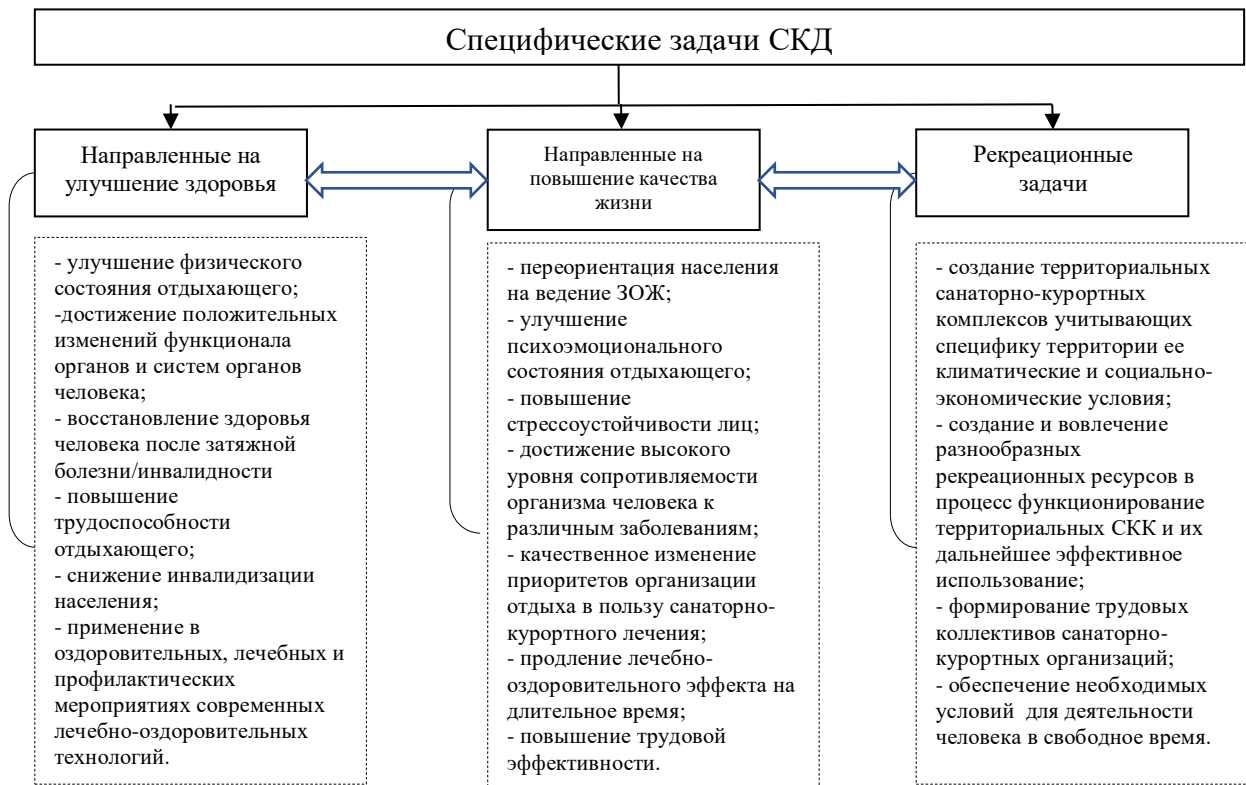 Специфические задачи СКД
Направленные на
улучшение здоровья
Направленные на
повышение качества
жизни
Рекреационные
задачи
- улучшение физического
состояния отдыхающего;
-достижение положительных
изменений функционала
органов и систем органов
человека;
- восстановление здоровья
человека после затяжной
болезни/инвалидности
- повышение
трудоспособности
отдыхающего;
- снижение инвалидизации
населения;
- применение в
оздоровительных, лечебных и
профилактических
мероприятиях современных
лечебно-оздоровительных
технологий.
- переориентация населения
на ведение ЗОЖ;
- улучшение
психоэмоционального
состояния отдыхающего;
- повышение
стрессоустойчивости лиц;
- достижение высокого
уровня сопротивляемости
организма человека к
различным заболеваниям;
- качественное изменение
приоритетов организации
отдыха в пользу санаторно-
курортного лечения;
- продление лечебно-
оздоровительного эффекта на
длительное время;
- повышение трудовой
эффективности.
- создание территориальных
санаторно-курортных
комплексов учитывающих
специфику территории ее
климатические и социально-
экономические условия;
- создание и вовлечение
разнообразных
рекреационных ресурсов в
процесс функционирование
территориальных СКК и их
дальнейшее эффективное
использование;
- формирование трудовых
коллективов санаторно-
курортных организаций;
- обеспечение необходимых
условий  для деятельности
человека в свободное время.